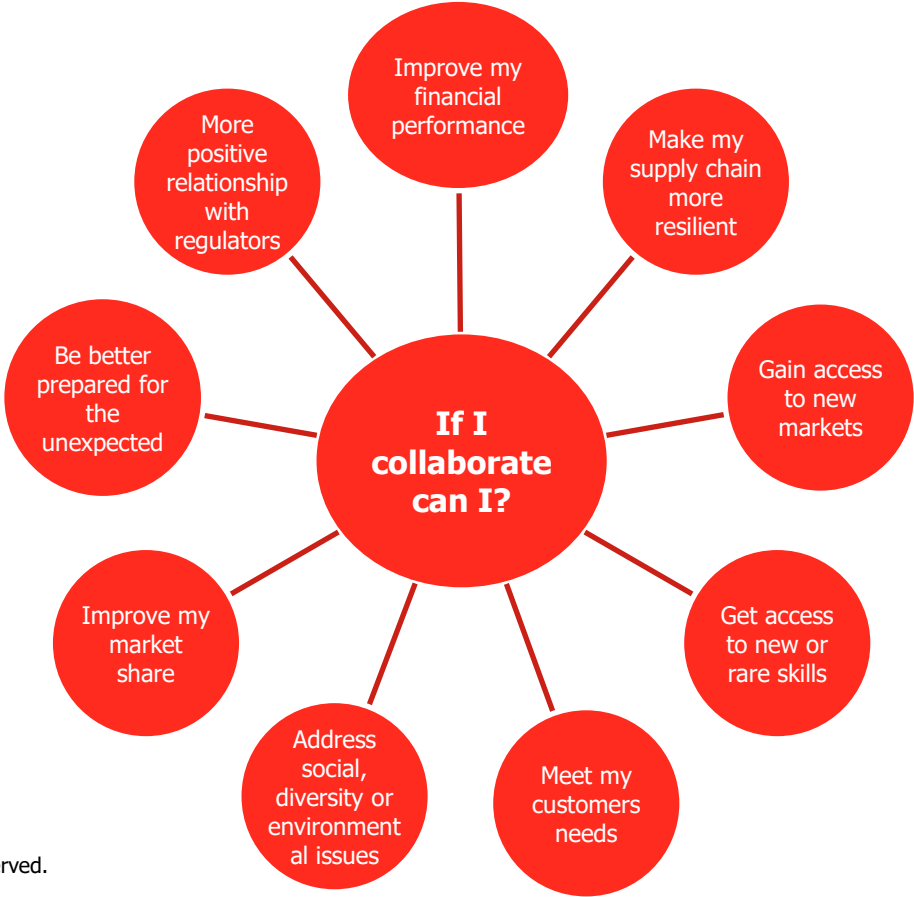 Improve my
financial
performance
Make my
supply chain
more
resilient
Gain access
to new
markets
Get access
to new or
rare skills
Meet my
customers
needs
Address
social,
diversity or
environment
al issues
Improve my
market
share
Be better
prepared for
the
unexpected
More
positive
relationship
with
regulators
If I
collaborate
can I?